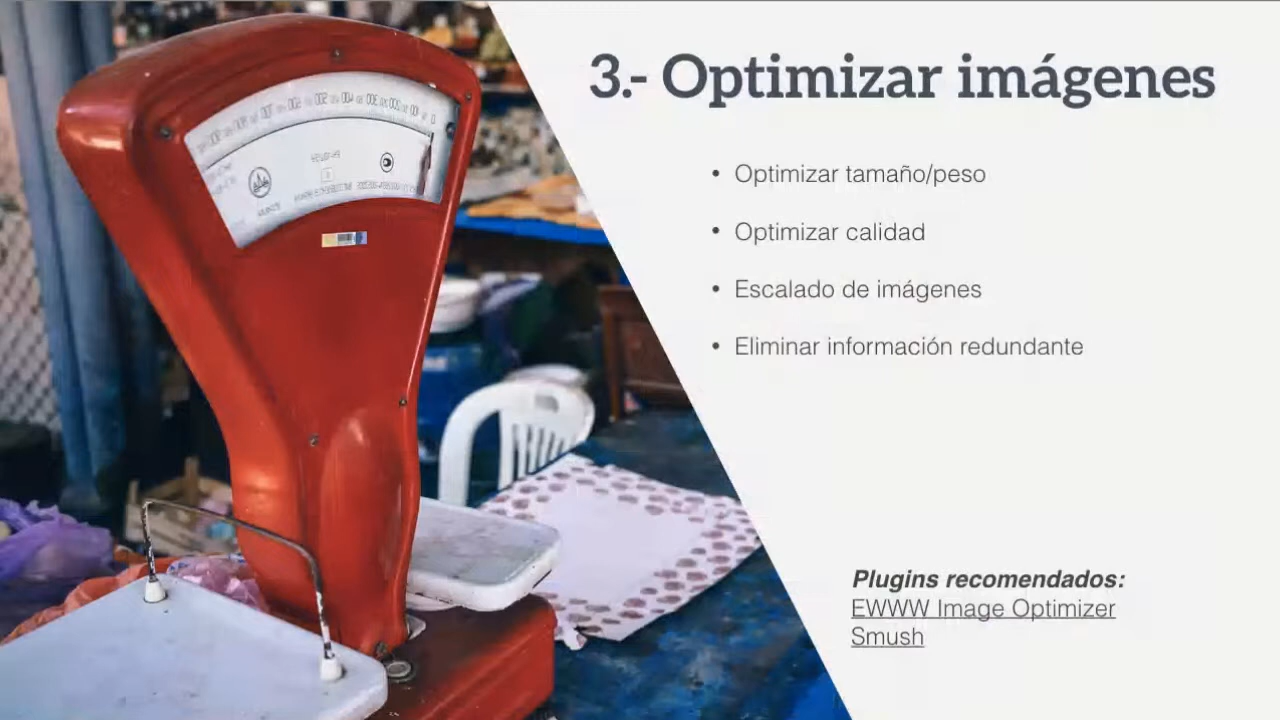 3.- Optimizar imágenes
• Optimizar tamaño/peso
• Optimizar calidad
• Escalado de imágenes
• Eliminar información redundante
Plugins recomendados:
EWWW Image Optimizer
Smush